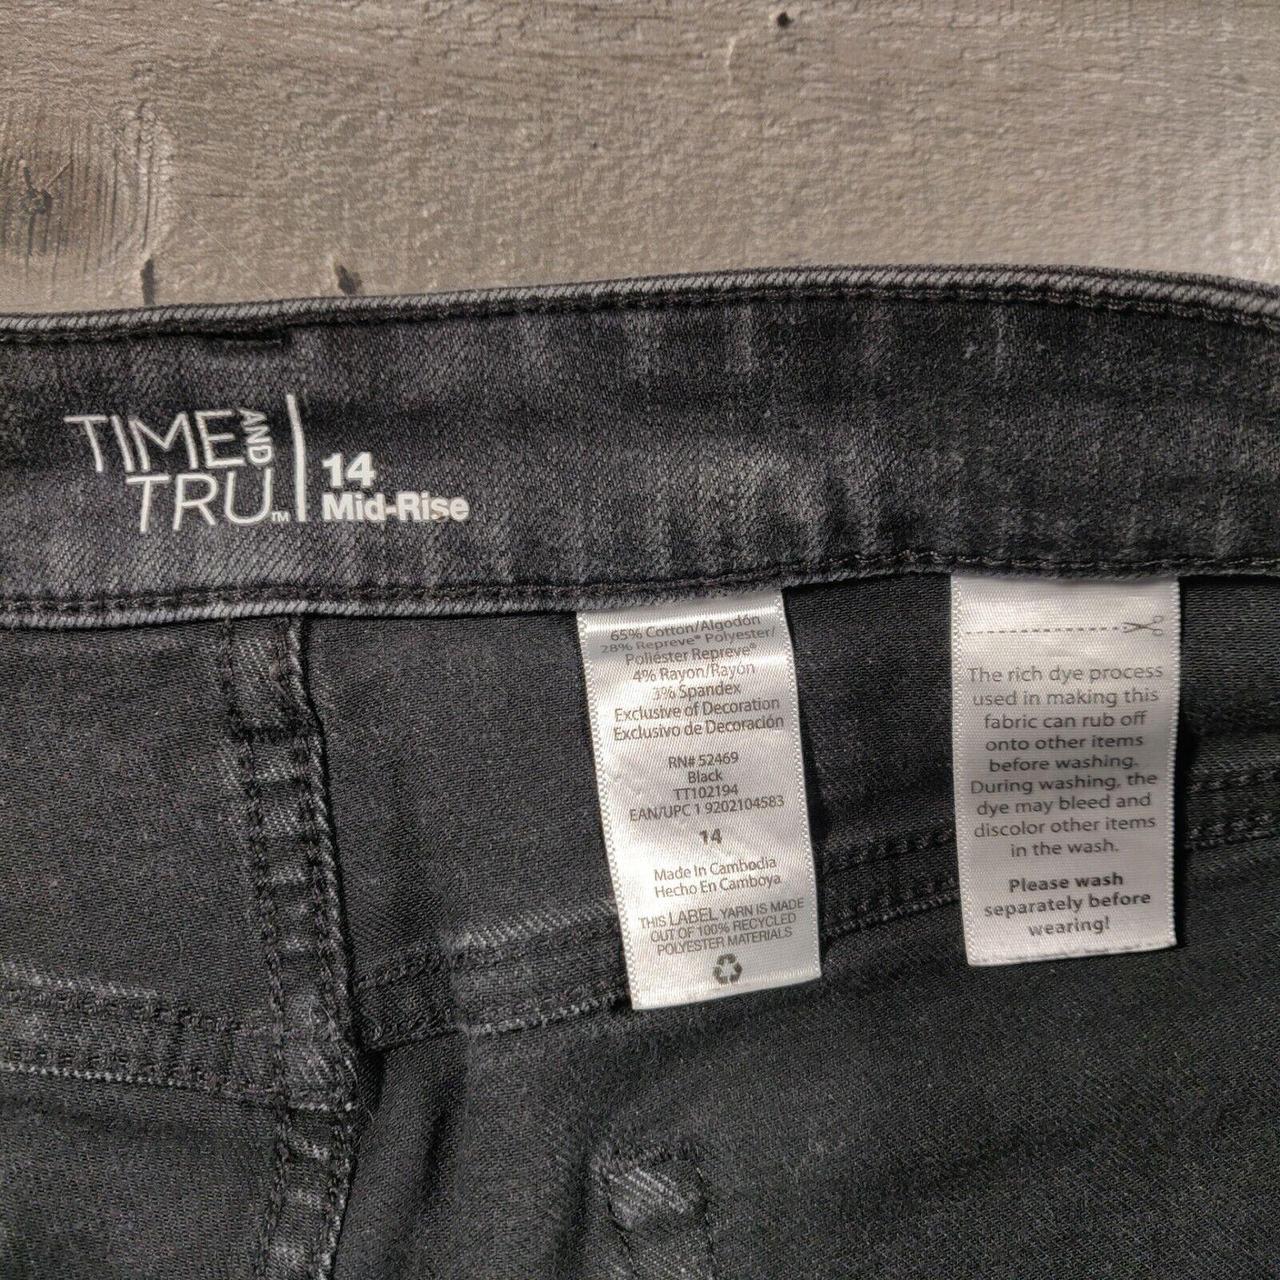 TIME AND
TRU™
14
Mid-Rise
65% Cotton/Algodón
28% Repreve® Polyester/
Poliéster Repreve®
4% Rayon/Rayón
3% Spandex
Exclusive of Decoration
Exclusivo de Decoración
RN# 52469
Black
TT102194
EAN/UPC 1 9202104583
14
Made In Cambodia
Hecho En Camboya
THIS LABEL YARN IS MADE
OUT OF 100% RECYCLED
POLYESTER MATERIALS
The rich dye process
used in making this
fabric can rub off
onto other items
before washing.
During washing, the
dye may bleed and
discolor other items
in the wash.
Please wash
separately before
wearing!